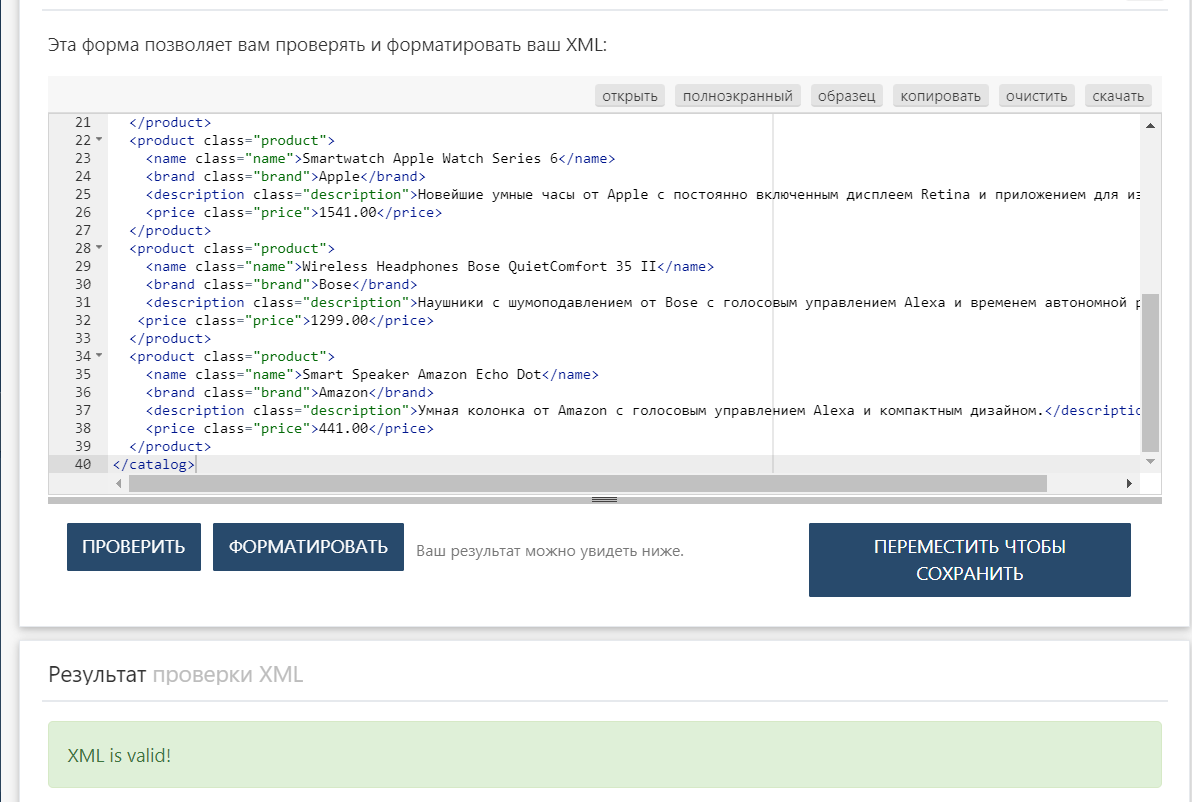 Эта форма позволяет вам проверять и форматировать ваш XML:
открыть полноэкранный образец копировать очистить скачать
21 </product>
22 <product class="product">
23 <name class="name">Smartwatch Apple Watch Series 6</name>
24 <brand class="brand">Apple</brand>
25 <description class="description">Новейшие умные часы от Apple с постоянно включенным дисплеем Retina и приложением для из
26 <price class="price">1541.00</price>
27 </product>
28 <product class="product">
29 <name class="name">Wireless Headphones Bose QuietComfort 35 II</name>
30 <brand class="brand">Bose</brand>
31 <description class="description">Наушники с шумоподавлением от Bose с голосовым управлением Alexa и временем автономной р
32 <price class="price">1299.00</price>
33 </product>
34 <product class="product">
35 <name class="name">Smart Speaker Amazon Echo Dot</name>
36 <brand class="brand">Amazon</brand>
37 <description class="description">Умная колонка от Amazon с голосовым управлением Alexa и компактным дизайном.</descriptio
38 <price class="price">441.00</price>
39 </product>
40 </catalog>
ПРОВЕРИТЬ ФОРМАТИРОВАТЬ Ваш результат можно увидеть ниже. ПЕРЕМЕСТИТЬ ЧТОБЫ
СОХРАНИТЬ
Результат проверки XML
XML is valid!